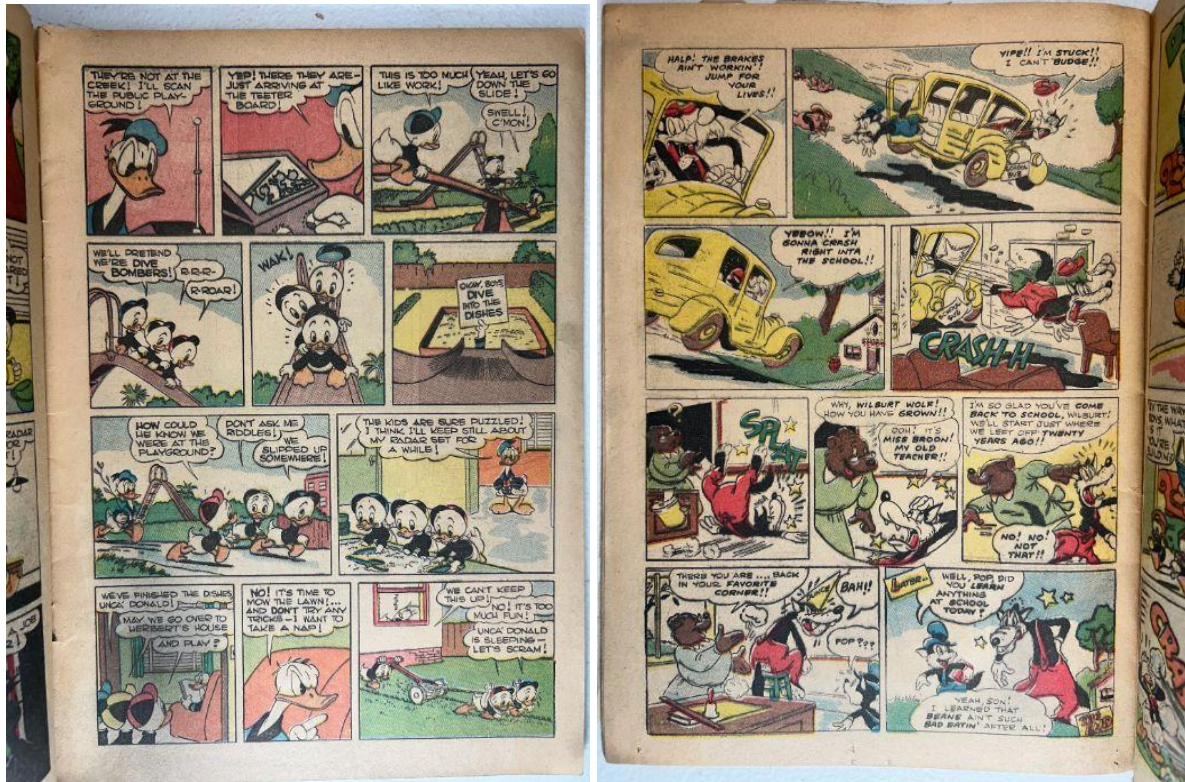 THEY'RE NOT AT THE
CREEK! I'LL SCAN
THE PUBLIC PLAY-
GROUND!
YEP! THERE THEY ARE-
JUST ARRIVING AT
THE TEETER
BOARD!
THIS IS TOO MUCH
LIKE WORK!
YEAH, LET'S GO
DOWN THE
SLIDE!
SWELL!
C'MON!
WE'LL PRETEND
WE'RE DIVE
BOMBERS!
R-R-R-
R-ROAR!
WAK!
OKAY, BOYS
DIVE
INTO THE
DISHES
HOW COULD
HE KNOW WE
WERE AT THE
PLAYGROUND?
DON'T ASK ME
RIDDLES!
WE
SLIPPED UP
SOMEWHERE!
THE KIDS ARE SURE PUZZLED!
I THINK I'LL KEEP STILL ABOUT
MY RADAR SET FOR
A WHILE!
WE'VE FINISHED THE DISHES,
UNCA' DONALD!
MAY WE GO OVER TO
HERBERT'S HOUSE
AND PLAY?
NO! IT'S TIME TO
MOW THE LAWN!...
AND DON'T TRY ANY
TRICKS-I WANT TO
TAKE A NAP!
WE CAN'T KEEP
THIS UP!
NO! IT'S TOO
MUCH FUN!
UNCA' DONALD
IS SLEEPING-
LET'S SCRAM!
HALP! THE BRAKES
AIN'T WORKIN'!
JUMP FOR
YOUR
LIVES!!
YIPE!! I'M STUCK!!
I CAN'T BUDGE!!
SCHOOL
BUS
YEEOW!! I'M
GONNA CRASH
RIGHT INTA
THE SCHOOL!!
SCHOOL
BUS
CRASH-H
?
SPLAT
WHY, WILBURT WOLF!
HOW YOU HAVE GROWN!!
OOH! IT'S
MISS BROON!
MY OLD
TEACHER!!
I'M SO GLAD YOU'VE COME
BACK TO SCHOOL, WILBURT!
WE'LL START JUST WHERE
WE LEFT OFF TWENTY
YEARS AGO!!
NO! NO!
NOT
THAT!!
THERE YOU ARE .... BACK
IN YOUR FAVORITE
CORNER!!
BAH!!
DUNCE
POP???
LATER..
WELL, POP, DID
YOU LEARN
ANYTHING
AT SCHOOL
TODAY?
YEAH, SON!
I LEARNED THAT
BEANS AIN'T SUCH
BAD EATIN' AFTER ALL!